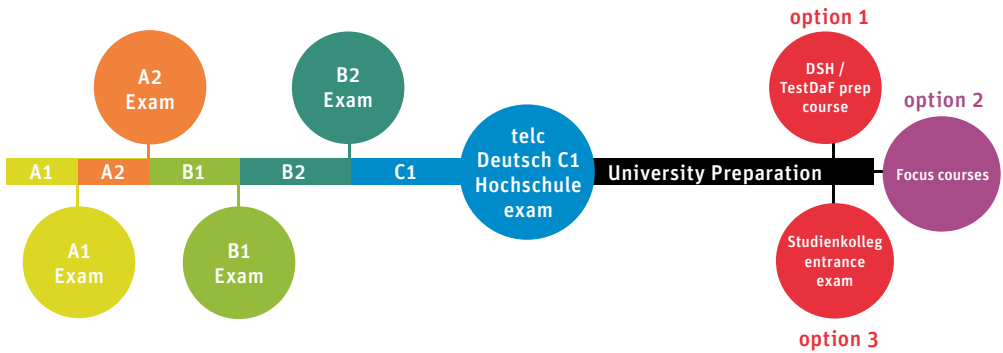 option 1
A2
Exam
B2
Exam
DSH /
TestDaF prep
course
option 2
A1
A2
B1
B2
C1
telc
Deutsch C1
Hochschule
exam
University Preparation
Focus courses
A1
Exam
B1
Exam
Studienkolleg
entrance
exam
option 3